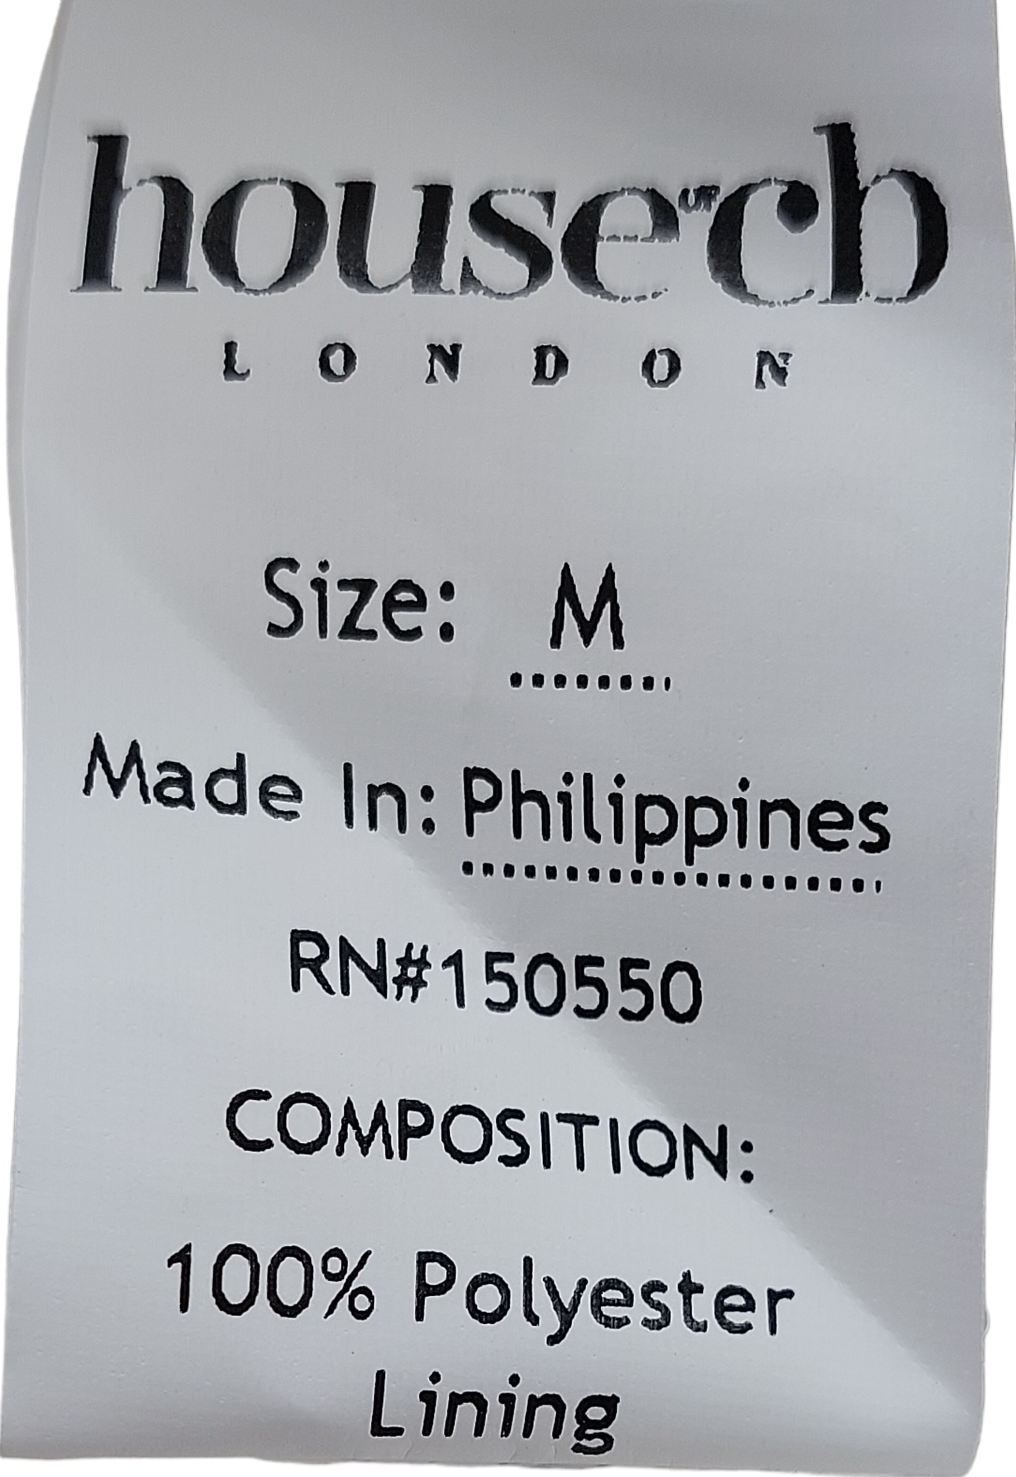 house of cb
LONDON
Size: M
Made In: Philippines
RN#150550
COMPOSITION:
100% Polyester
Lining